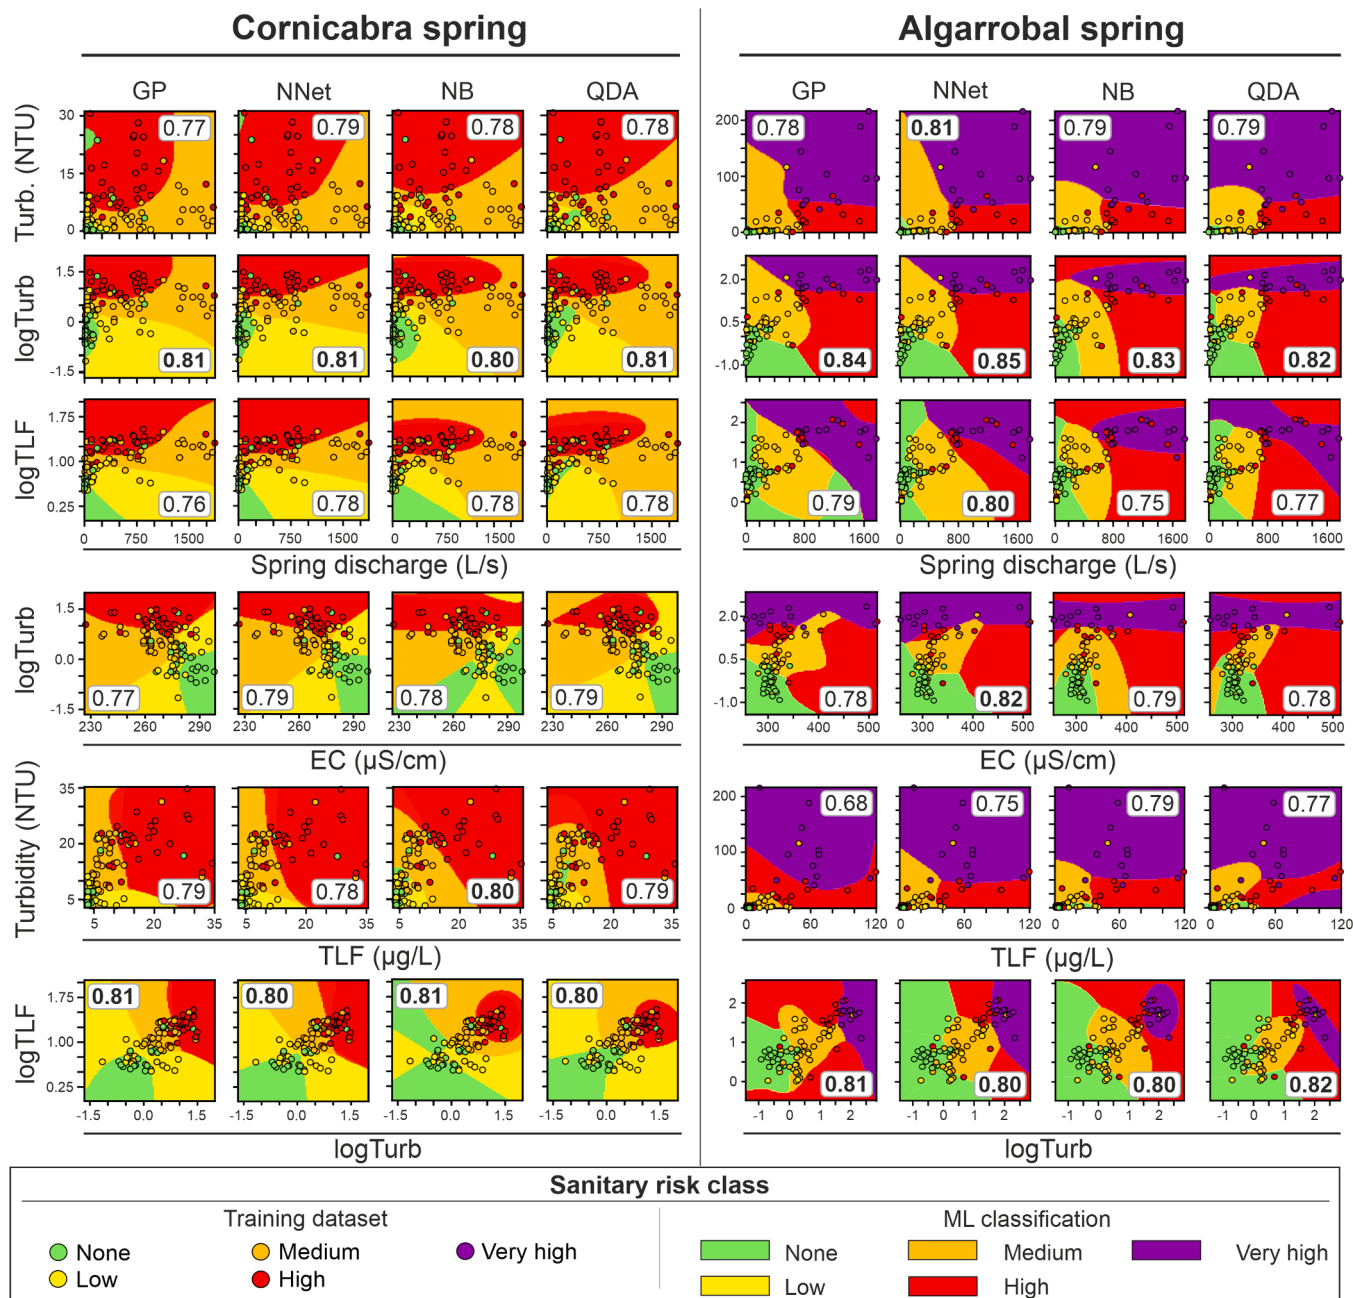 Cornicabra spring
Algarrobal spring
GP NNet NB QDA
GP NNet NB QDA
Turb. (NTU)
30
15
0
0.77 0.79 0.78 0.78
200
100
0
0.78 0.81 0.79 0.79
logTurb
1.5
0
-1.5
0.81 0.81 0.80 0.81
2.0
0.5
-1.0
0.84 0.85 0.83 0.82
logTLF
1.75
1.00
0.25
0.76 0.78 0.78 0.78
2
1
0
0.79 0.80 0.75 0.77
0 750 1500 0 750 1500 0 750 1500 0 750 1500
0 800 1600 0 800 1600 0 800 1600 0 800 1600
Spring discharge (L/s)
Spring discharge (L/s)
logTurb
1.5
0.0
-1.5
0.77 0.79 0.78 0.79
2.0
0.5
-1.0
0.78 0.82 0.79 0.78
230 260 290 230 260 290 230 260 290 230 260 290
300 400 500 300 400 500 300 400 500 300 400 500
EC (µS/cm)
EC (µS/cm)
Turbidity (NTU)
35
20
5
0.79 0.78 0.80 0.79
200
100
0
0.68 0.75 0.79 0.77
5 20 35 5 20 35 5 20 35 5 20 35
0 60 120 0 60 120 0 60 120 0 60 120
TLF (µg/L)
TLF (µg/L)
logTLF
1.75
1.00
0.25
0.81 0.80 0.81 0.80
2
1
0
0.81 0.80 0.80 0.82
-1.5 0.0 1.5 -1.5 0.0 1.5 -1.5 0.0 1.5 -1.5 0.0 1.5
-1 0 1 2 -1 0 1 2 -1 0 1 2 -1 0 1 2
logTurb
logTurb
Sanitary risk class
Training dataset
None Medium Very high
Low High
ML classification
None Medium Very high
Low High